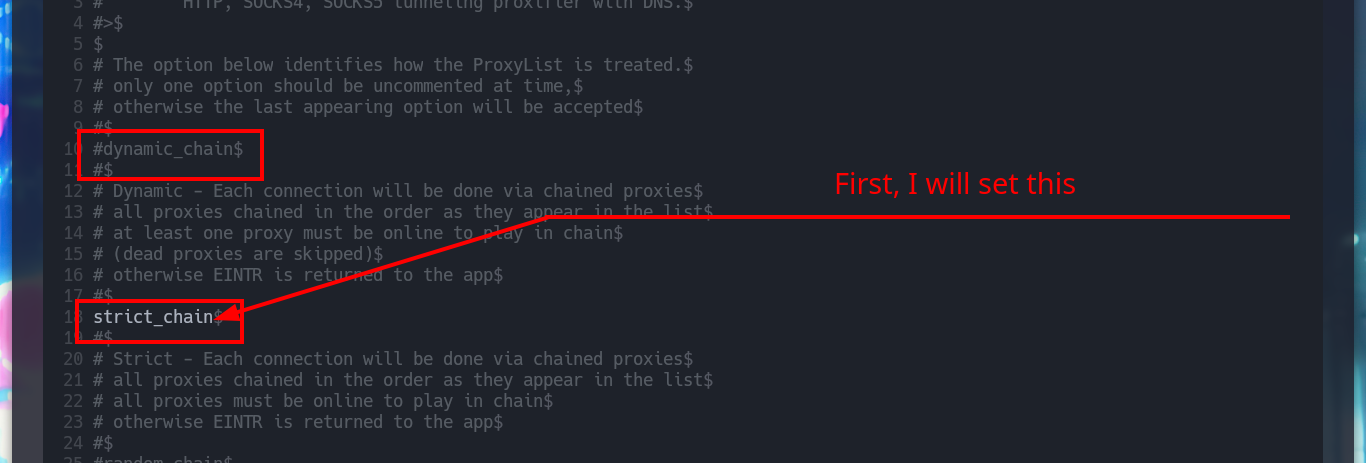 3 # HTTP, SOCKS4, SOCKS5 tunneling proxifier with DNS.$
4 #>$
5 $
6 # The option below identifies how the ProxyList is treated.$
7 # only one option should be uncommented at time,$
8 # otherwise the last appearing option will be accepted$
9 #$
10 #dynamic_chain$
11 #$
12 # Dynamic - Each connection will be done via chained proxies$
First, I will set this
13 # all proxies chained in the order as they appear in the list$
14 # at least one proxy must be online to play in chain$
15 # (dead proxies are skipped)$
16 # otherwise EINTR is returned to the app$
17 #$
18 strict_chain$
19 #$
20 # Strict - Each connection will be done via chained proxies$
21 # all proxies chained in the order as they appear in the list$
22 # all proxies must be online to play in chain$
23 # otherwise EINTR is returned to the app$
24 #$
25 #random_chain$